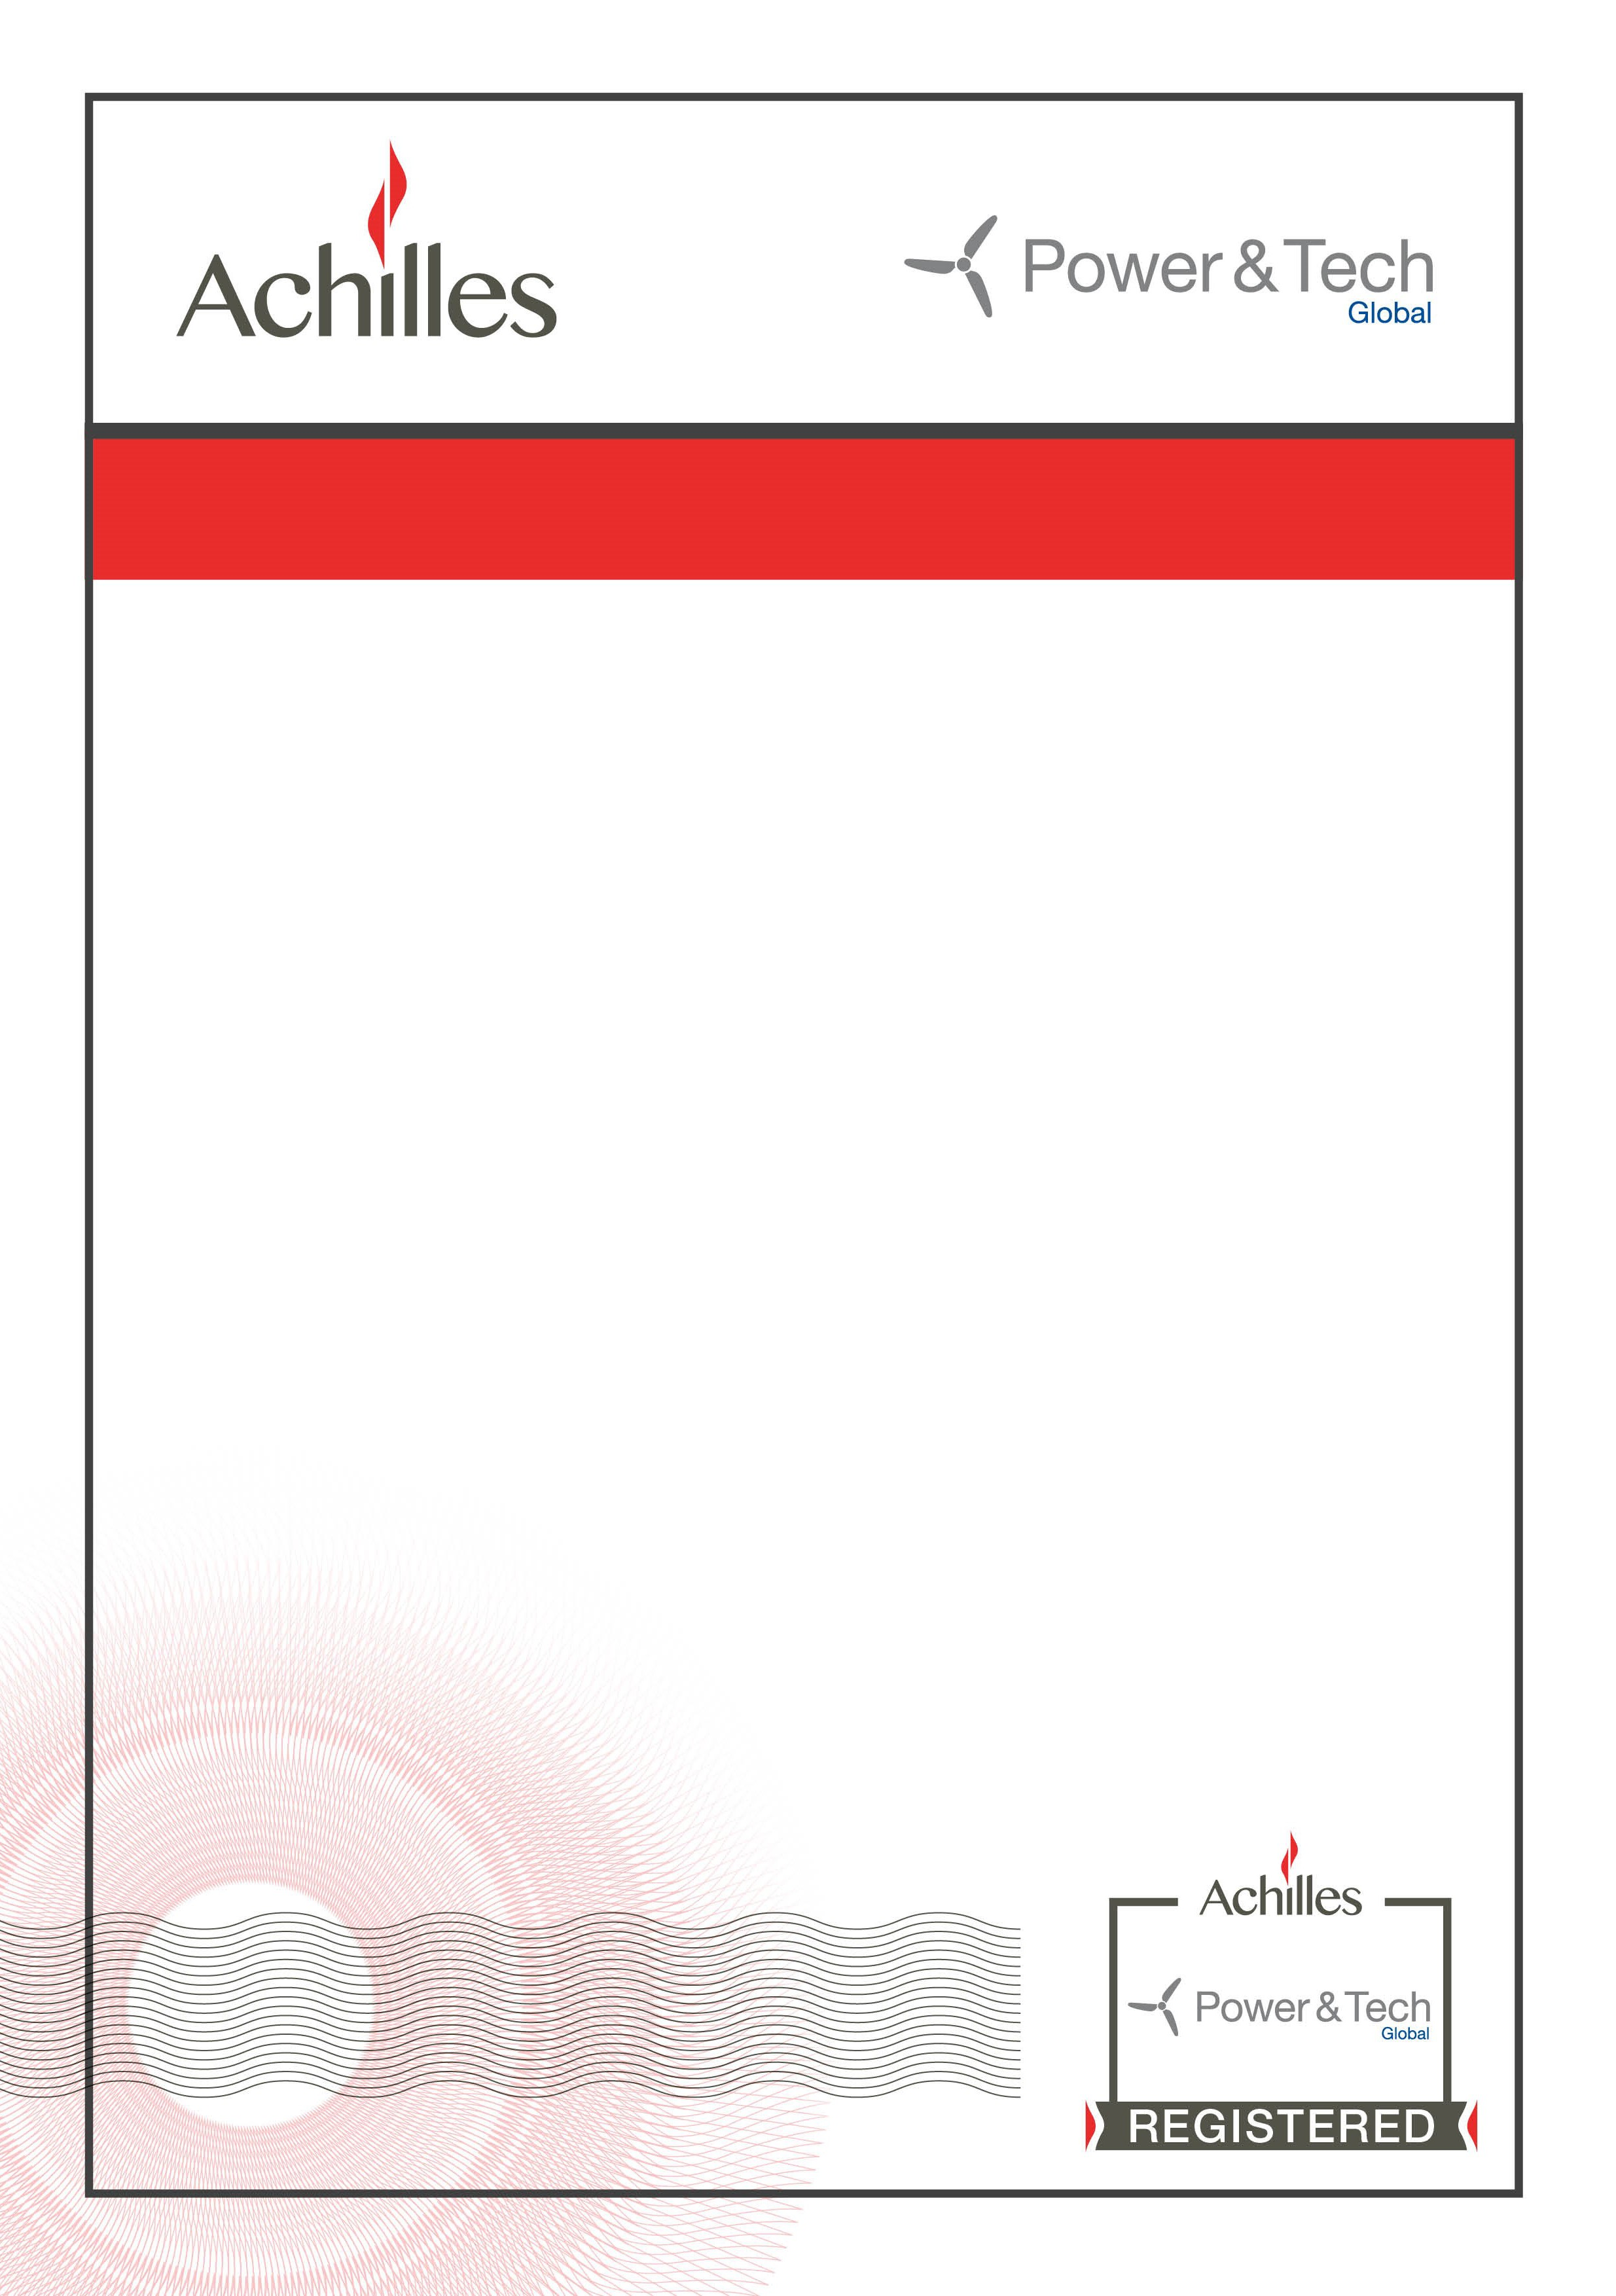 Achilles
Power & Tech
Global
Achilles
Power & Tech
Global
REGISTERED